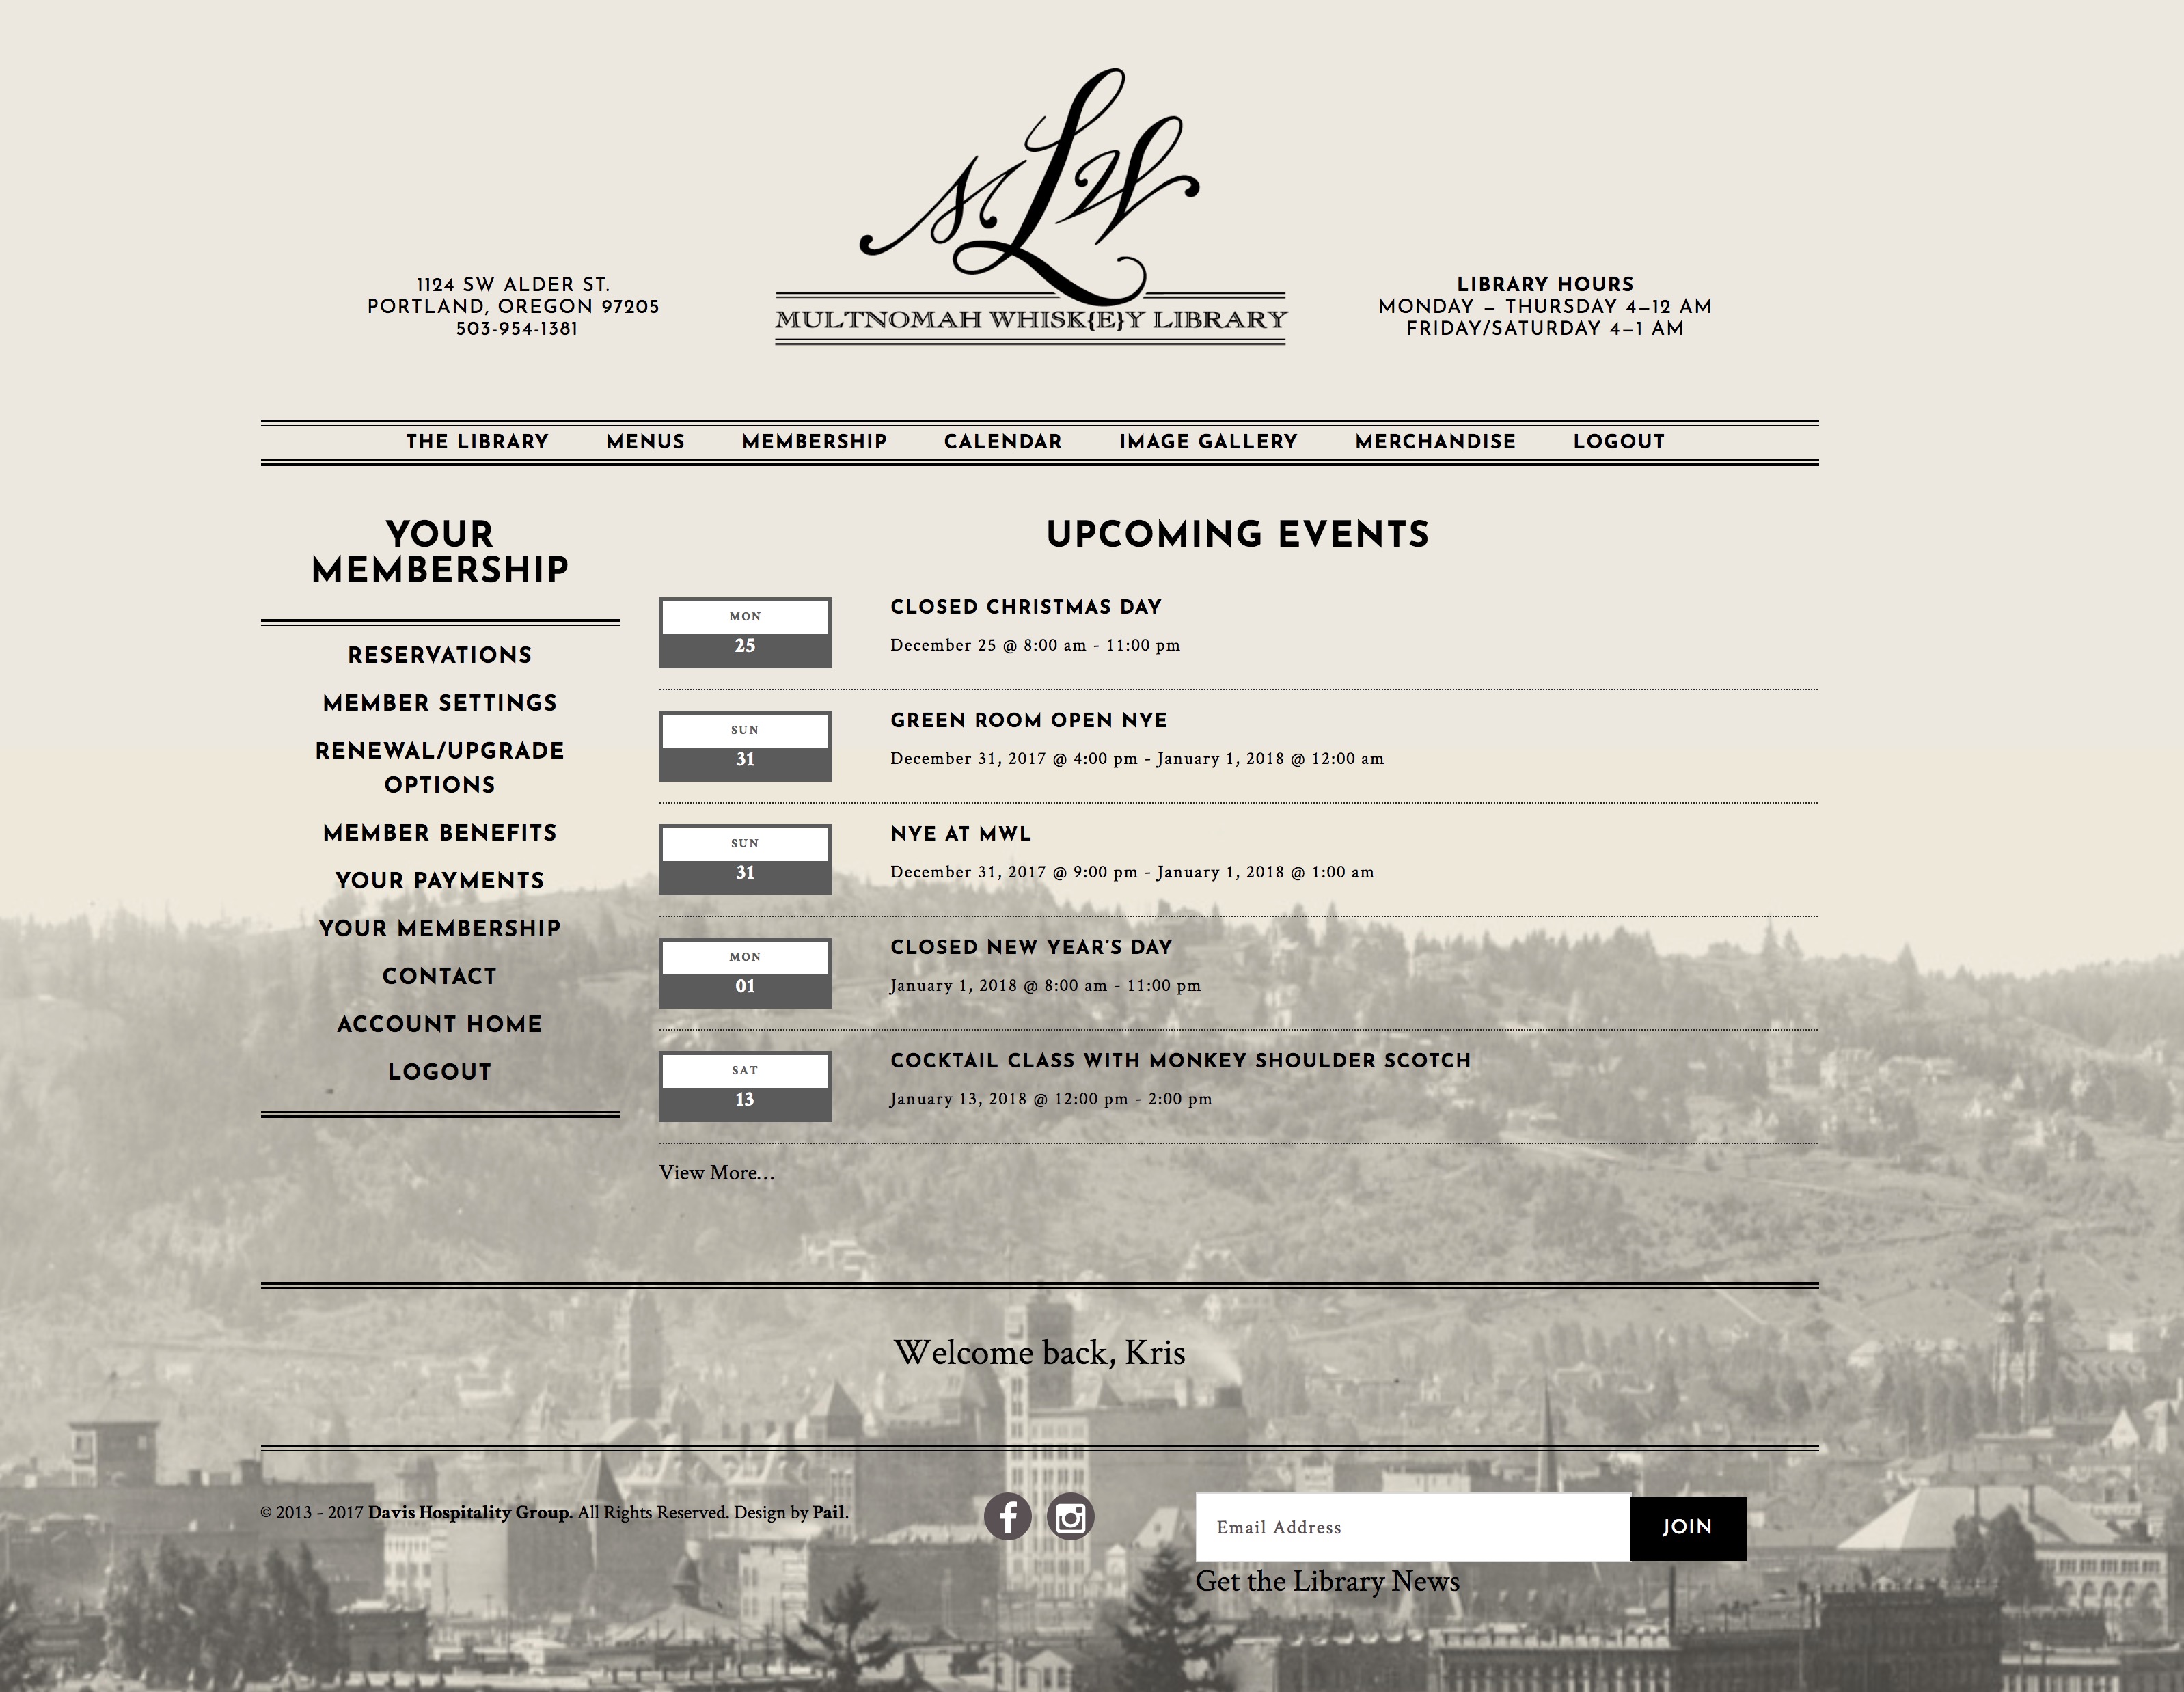 MLW
1124 SW ALDER ST.
PORTLAND, OREGON 97205
503-954-1381
MULTNOMAH WHISK{E}Y LIBRARY
LIBRARY HOURS
MONDAY – THURSDAY 4–12 AM
FRIDAY/SATURDAY 4–1 AM
THE LIBRARY MENUS MEMBERSHIP CALENDAR IMAGE GALLERY MERCHANDISE LOGOUT
YOUR
MEMBERSHIP
RESERVATIONS
MEMBER SETTINGS
RENEWAL/UPGRADE
OPTIONS
MEMBER BENEFITS
YOUR PAYMENTS
YOUR MEMBERSHIP
CONTACT
ACCOUNT HOME
LOGOUT
UPCOMING EVENTS
MON
25
CLOSED CHRISTMAS DAY
December 25 @ 8:00 am - 11:00 pm
SUN
31
GREEN ROOM OPEN NYE
December 31, 2017 @ 4:00 pm - January 1, 2018 @ 12:00 am
SUN
31
NYE AT MWL
December 31, 2017 @ 9:00 pm - January 1, 2018 @ 1:00 am
MON
01
CLOSED NEW YEAR'S DAY
January 1, 2018 @ 8:00 am - 11:00 pm
SAT
13
COCKTAIL CLASS WITH MONKEY SHOULDER SCOTCH
January 13, 2018 @ 12:00 pm - 2:00 pm
View More…
Welcome back, Kris
© 2013 - 2017 Davis Hospitality Group. All Rights Reserved. Design by Pail.
Email Address
JOIN
Get the Library News